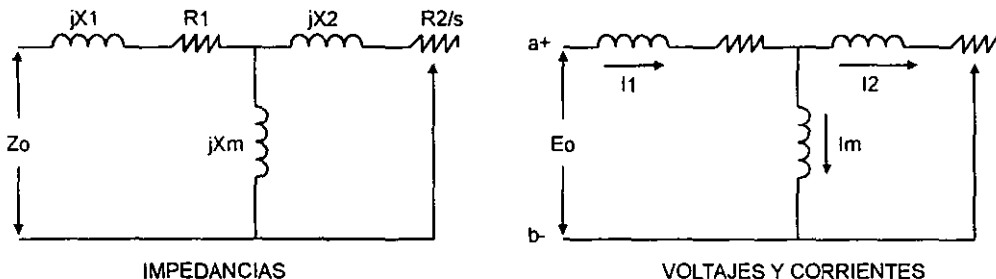 jX1 R1 jX2 R2/s
Zo jXm
IMPEDANCIAS
a+
I1 I2
Eo Im
b-
VOLTAJES Y CORRIENTES